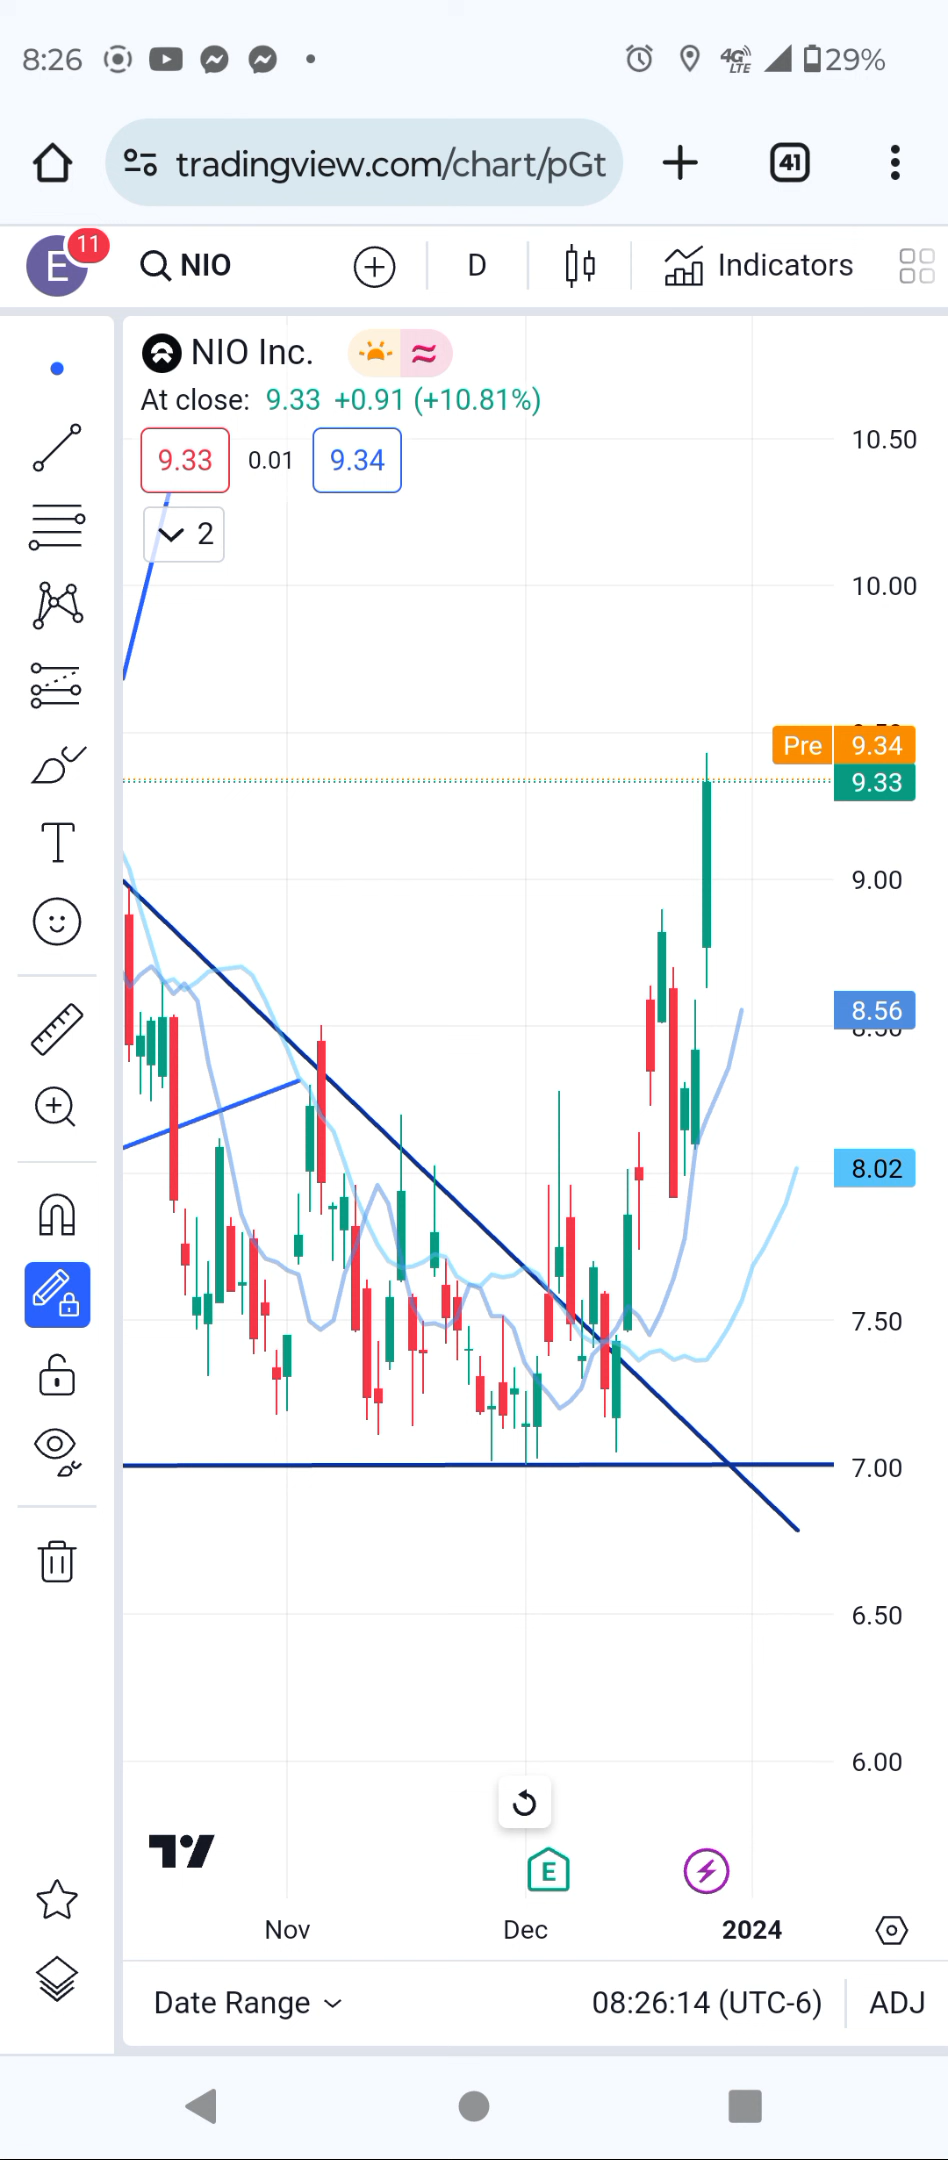 8:26 4G LTE 29%
tradingview.com/chart/pGt 41
E 11 NIO D Indicators
NIO Inc.
At close: 9.33 +0.91 (+10.81%)
9.33 0.01 9.34
2
10.50
10.00
Pre 9.34
9.33
9.00
8.56
8.02
7.50
7.00
6.50
6.00
E
Nov Dec 2024
Date Range 08:26:14 (UTC-6) ADJ